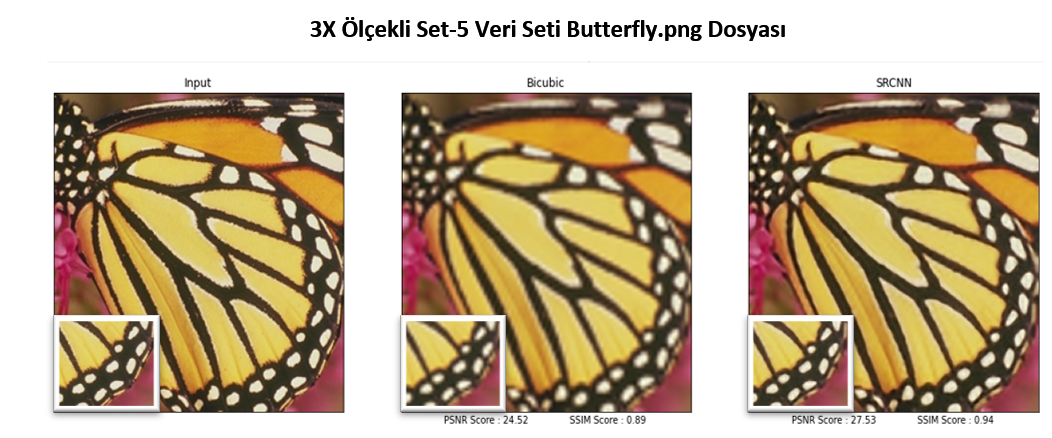 3X Ölçekli Set-5 Veri Seti Butterfly.png Dosyası
Input
Bicubic
SRCNN
PSNR Score : 24.52 SSIM Score : 0.89
PSNR Score : 27.53 SSIM Score : 0.94